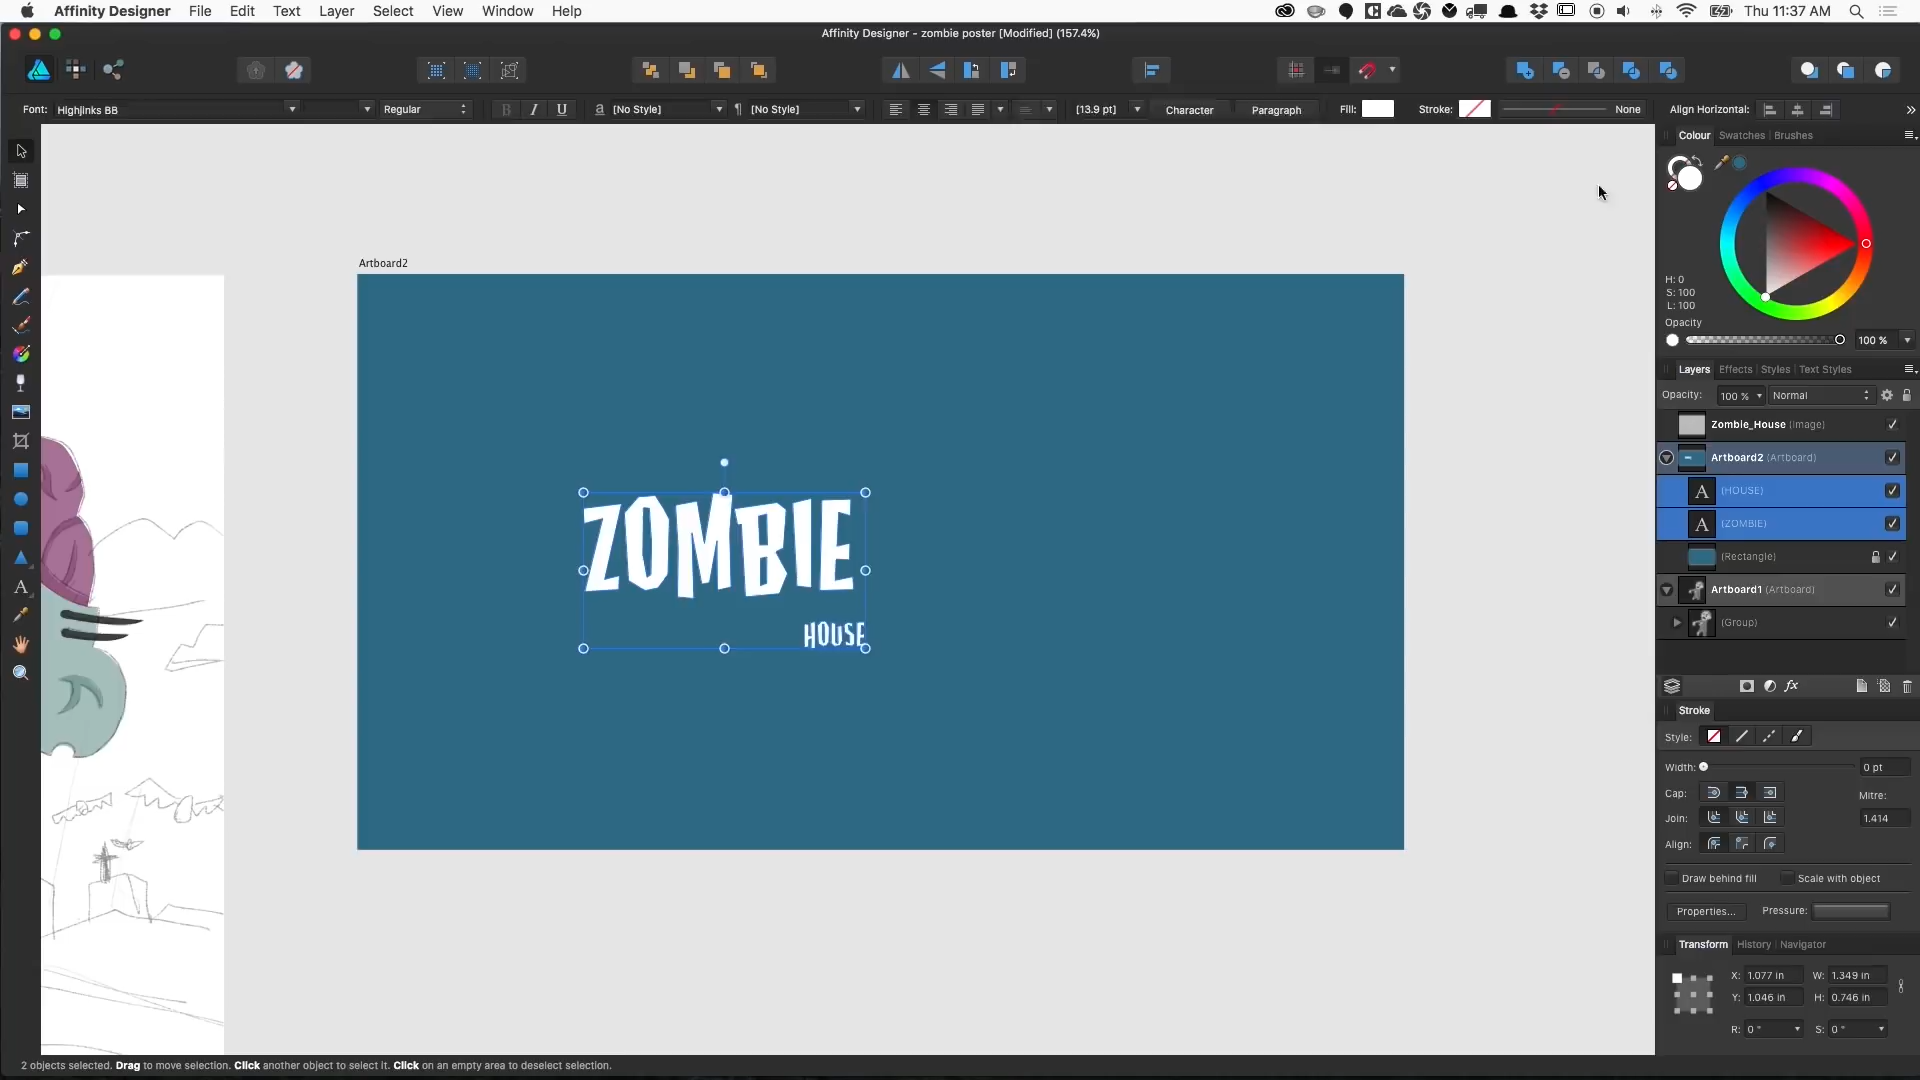 Affinity Designer File Edit Text Layer Select View Window Help Thu 11:37 AM
Affinity Designer - zombie poster [Modified] (157.4%)
Font: Highjinks BB Regular B I U a [No Style] ¶ [No Style] [13.9 pt] Character Paragraph Fill: Stroke: None Align Horizontal: »
Colour Swatches Brushes
H: 0
S: 100
L: 100
Opacity
100 %
Artboard2
ZOMBIE
HOUSE
Layers Effects Styles Text Styles
Opacity: 100 % Normal
Zombie_House (Image)
Artboard2 (Artboard)
A (HOUSE)
A (ZOMBIE)
(Rectangle)
Artboard1 (Artboard)
(Group)
fx
Stroke
Style:
Width: 0 pt
Cap: Mitre:
Join: 1.414
Align:
Draw behind fill Scale with object
Properties... Pressure:
Transform History Navigator
X: 1.077 in W: 1.349 in
Y: 1.046 in H: 0.746 in
R: 0 ° S: 0 °
2 objects selected. Drag to move selection. Click another object to select it. Click on an empty area to deselect selection.